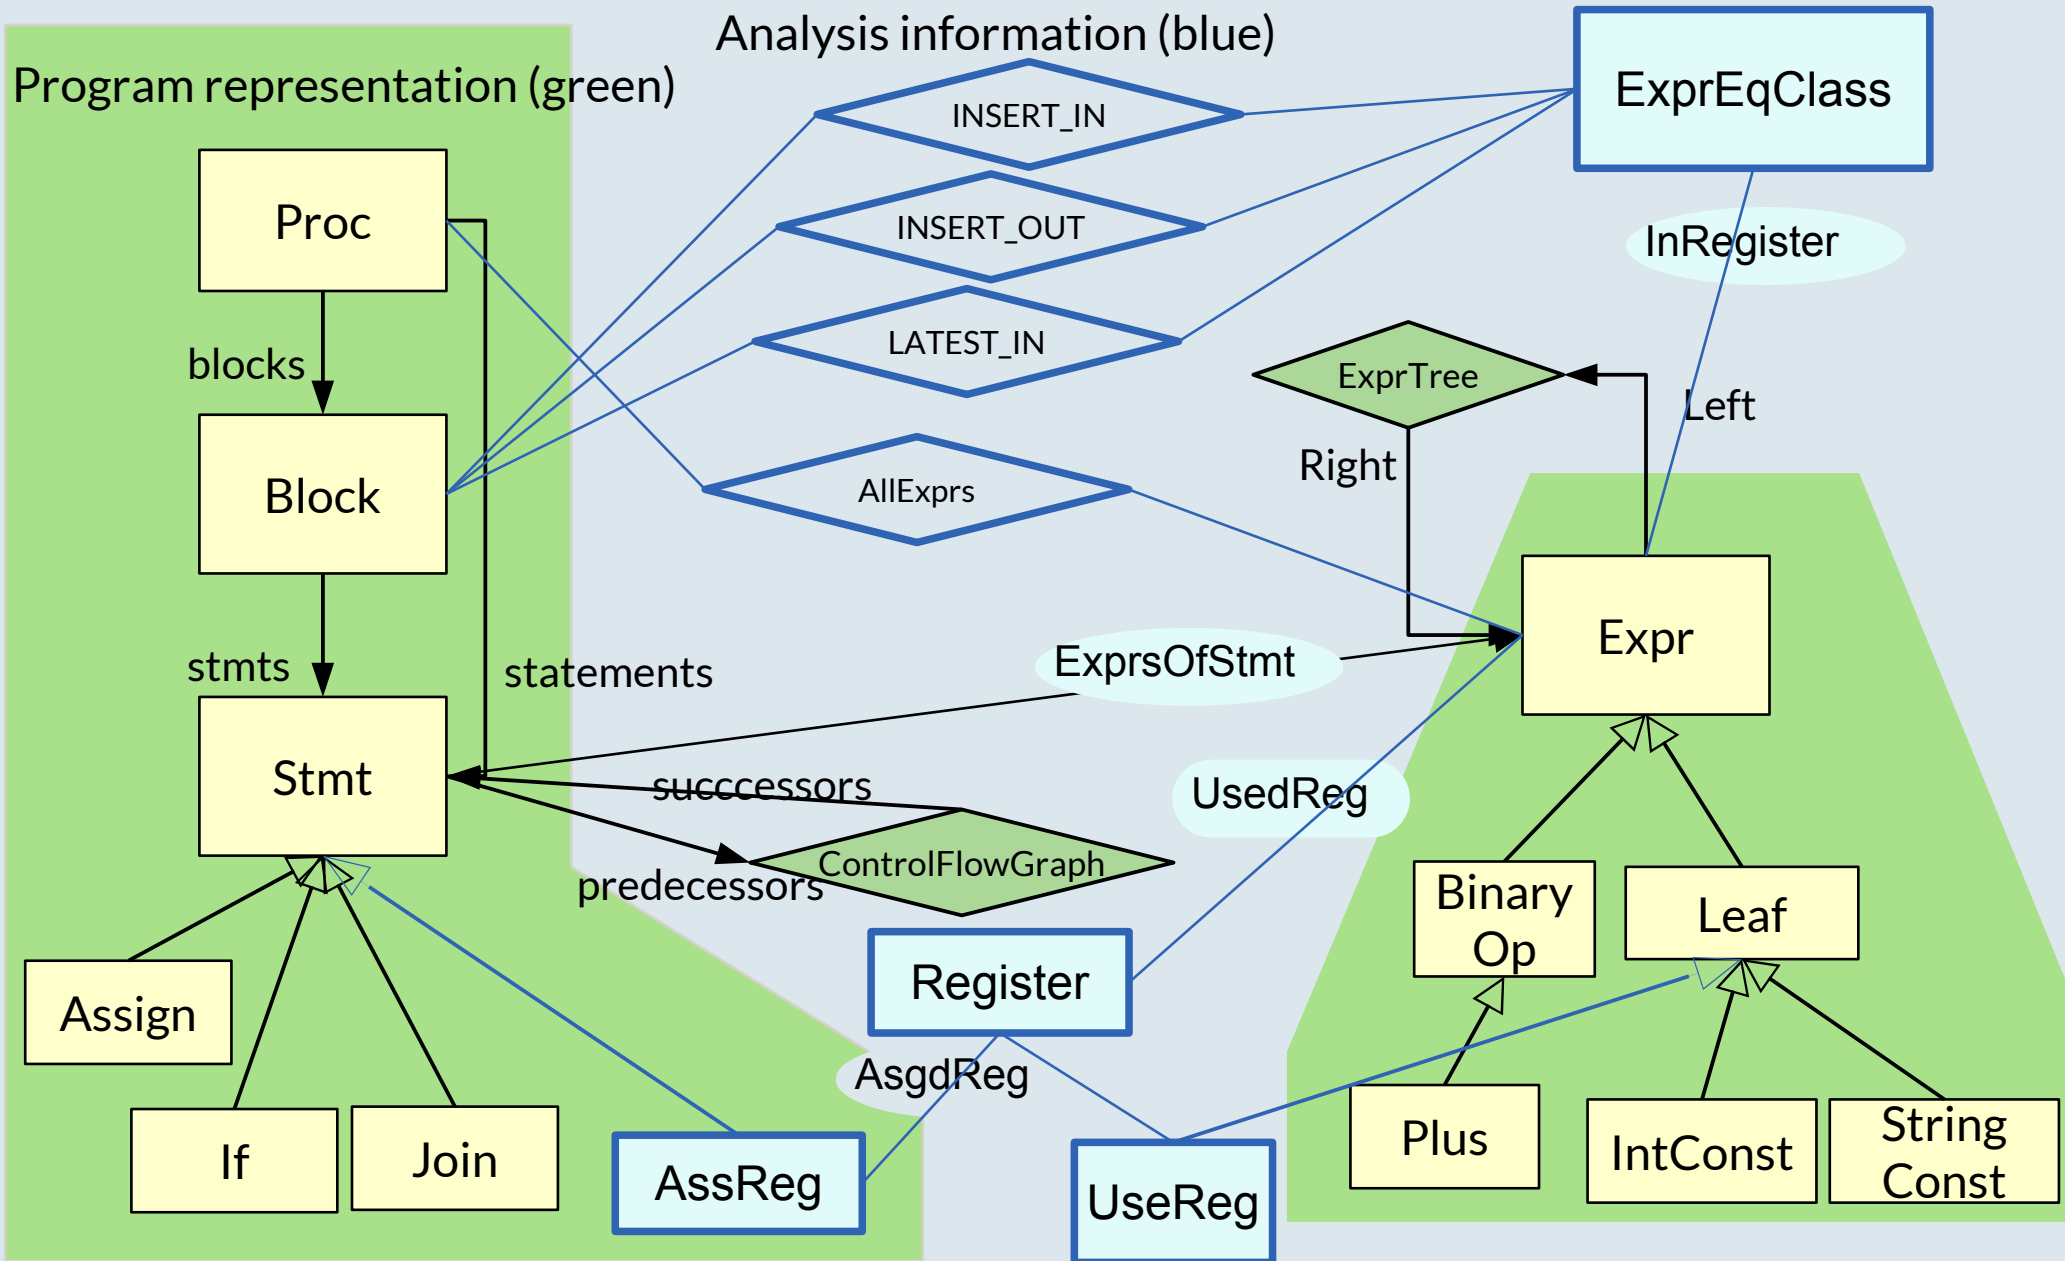 Analysis information (blue)
Program representation (green)
ExprEqClass
INSERT_IN
Proc
INSERT_OUT
InRegister
LATEST_IN
blocks
ExprTree
Left
Right
Block
AllExprs
Expr
ExprsOfStmt
stmts
statements
Stmt
succcessors
UsedReg
ControlFlowGraph
predecessors
Binary
Op
Leaf
Register
Assign
AsgdReg
Plus
IntConst
String
Const
If
Join
AssReg
UseReg